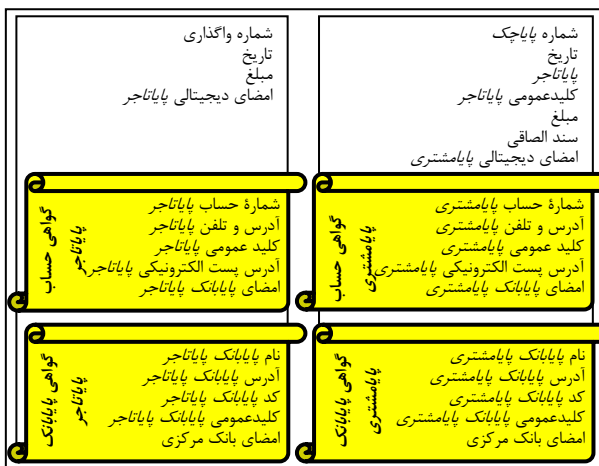 شماره پایاچک
تاریخ
پایاتاجر
کلیدعمومی پایاتاجر
مبلغ
سند الصاقی
امضای دیجیتالی پایامشتری
گواهی حساب
پایامشتری
شمارۀ حساب پایامشتری
آدرس و تلفن پایامشتری
کلید عمومی پایامشتری
آدرس پست الکترونیکی پایامشتری
امضای پایابانک پایامشتری
گواهی پایابانک
پایامشتری
نام پایابانک پایامشتری
آدرس پایابانک پایامشتری
کد پایابانک پایامشتری
کلیدعمومی پایابانک پایامشتری
امضای بانک مرکزی
شماره واگذاری
تاریخ
مبلغ
امضای دیجیتالی پایاتاجر
گواهی حساب
پایاتاجر
شمارۀ حساب پایاتاجر
آدرس و تلفن پایاتاجر
کلید عمومی پایاتاجر
آدرس پست الکترونیکی پایاتاجر
امضای پایابانک پایاتاجر
گواهی پایابانک
پایاتاجر
نام پایابانک پایاتاجر
آدرس پایابانک پایاتاجر
کد پایابانک پایاتاجر
کلیدعمومی پایابانک پایاتاجر
امضای بانک مرکزی